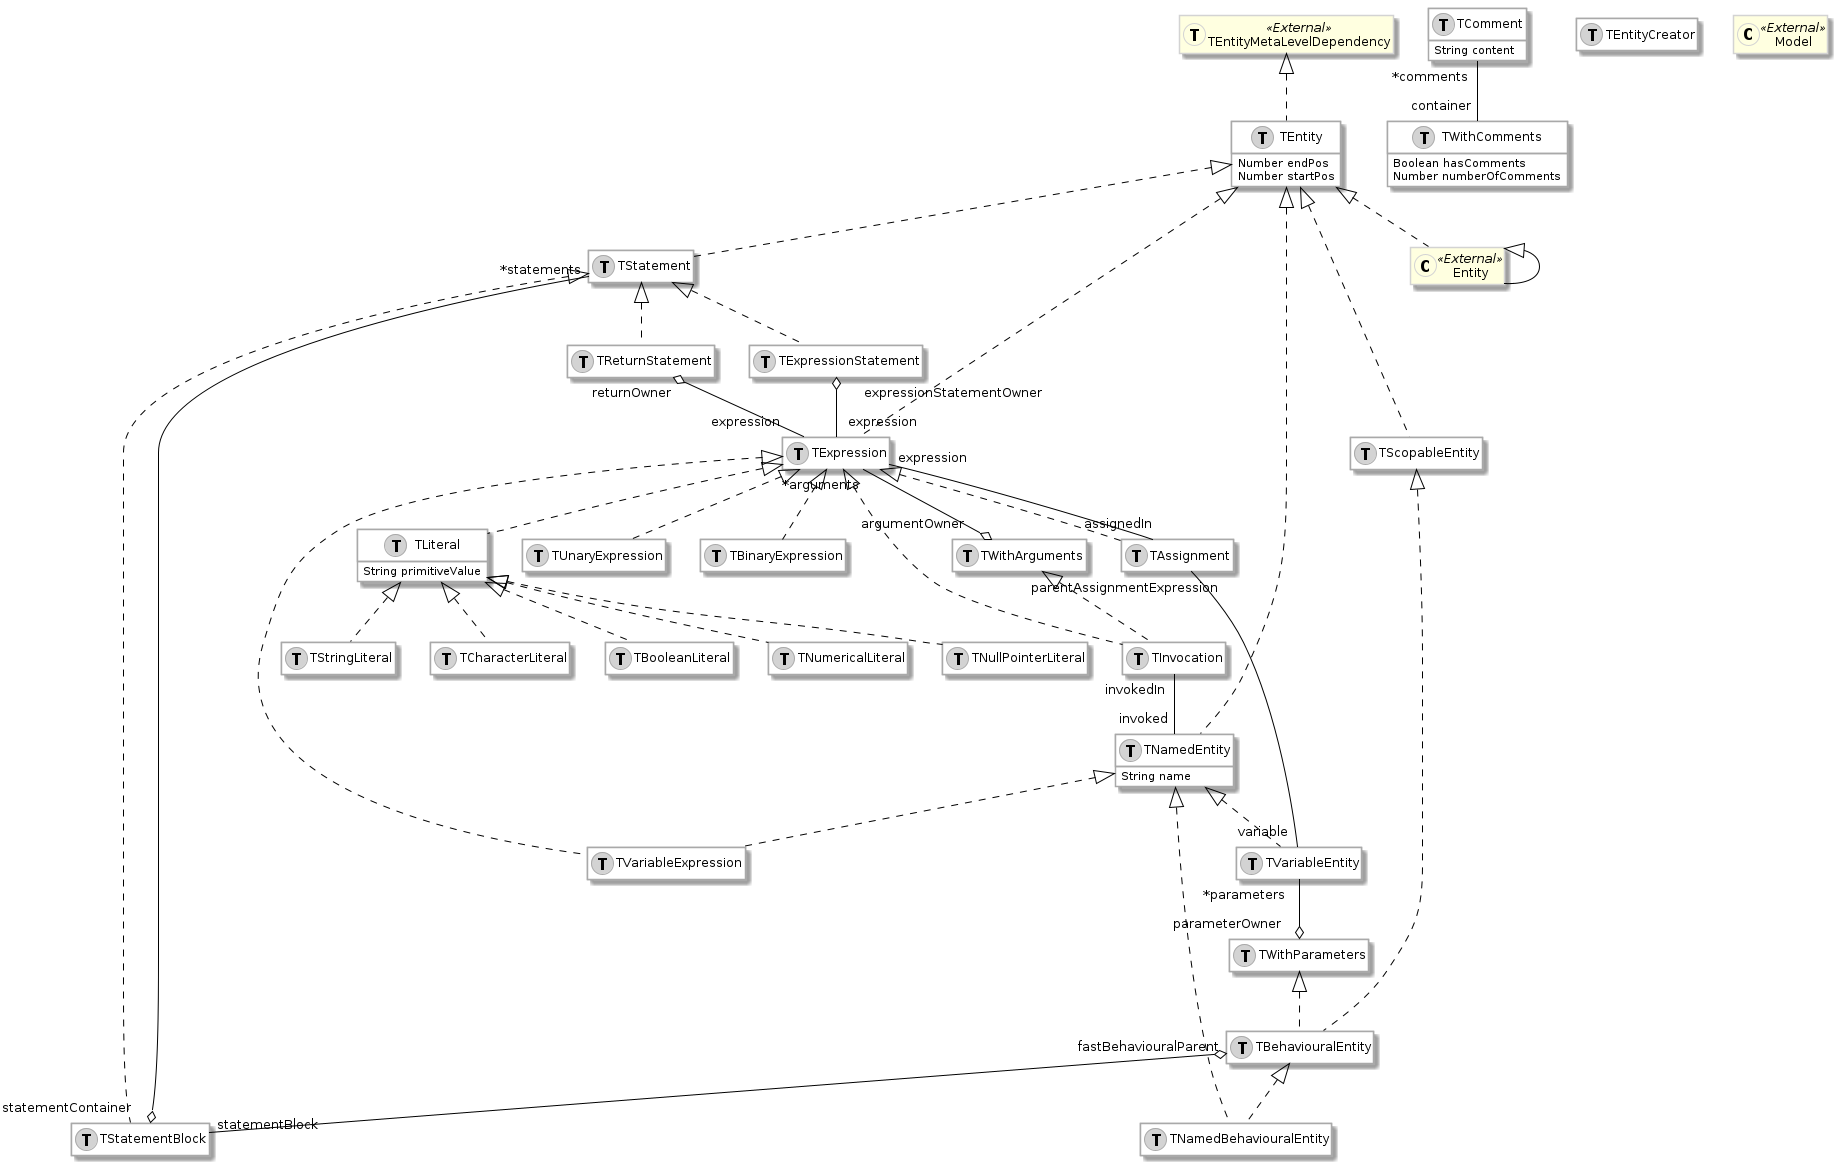 «External»
T TEntityMetaLevelDependency
T TComment
String content
T TEntityCreator
C «External»
Model
*comments
container
T TEntity
Number endPos
Number startPos
T TWithComments
Boolean hasComments
Number numberOfComments
*statements
T TStatement
C «External»
Entity
T TReturnStatement
T TExpressionStatement
returnOwner
expressionStatementOwner
expression
expression
T TExpression
expression
T TScopableEntity
*arguments
argumentOwner
assignedIn
T TLiteral
String primitiveValue
T TUnaryExpression
T TBinaryExpression
T TWithArguments
T TAssignment
parentAssignmentExpression
T TStringLiteral
T TCharacterLiteral
T TBooleanLiteral
T TNumericalLiteral
T TNullPointerLiteral
T TInvocation
invokedIn
invoked
T TNamedEntity
String name
variable
T TVariableExpression
T TVariableEntity
*parameters
parameterOwner
T TWithParameters
fastBehaviouralParent
T TBehaviouralEntity
statementContainer
statementBlock
T TStatementBlock
T TNamedBehaviouralEntity